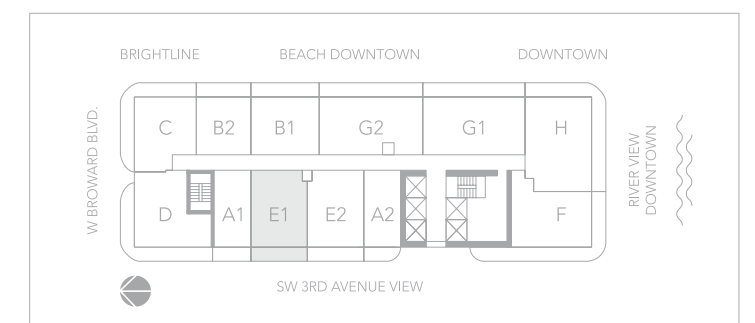 BRIGHTLINE BEACH DOWNTOWN DOWNTOWN
W BROWARD BLVD.
C B2 B1 G2 G1 H
RIVER VIEW
DOWNTOWN
D A1 E1 E2 A2 F
SW 3RD AVENUE VIEW